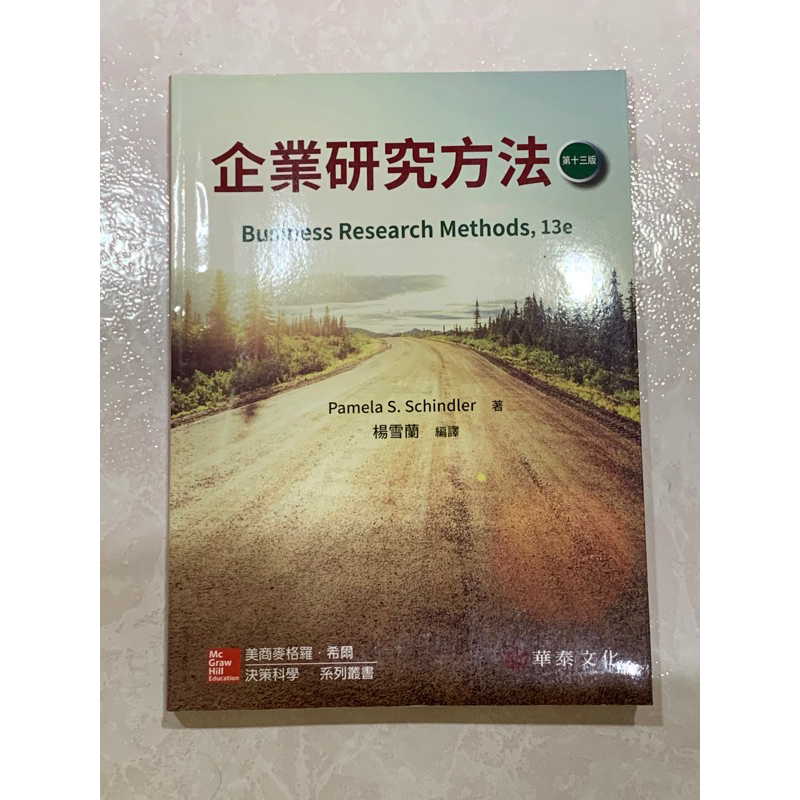 企業研究方法 第十三版
Business Research Methods, 13e
Pamela S. Schindler 著
楊雪蘭 編譯
Mc
Graw
Hill
Education
美商麥格羅・希爾
決策科學 系列叢書
華泰文化